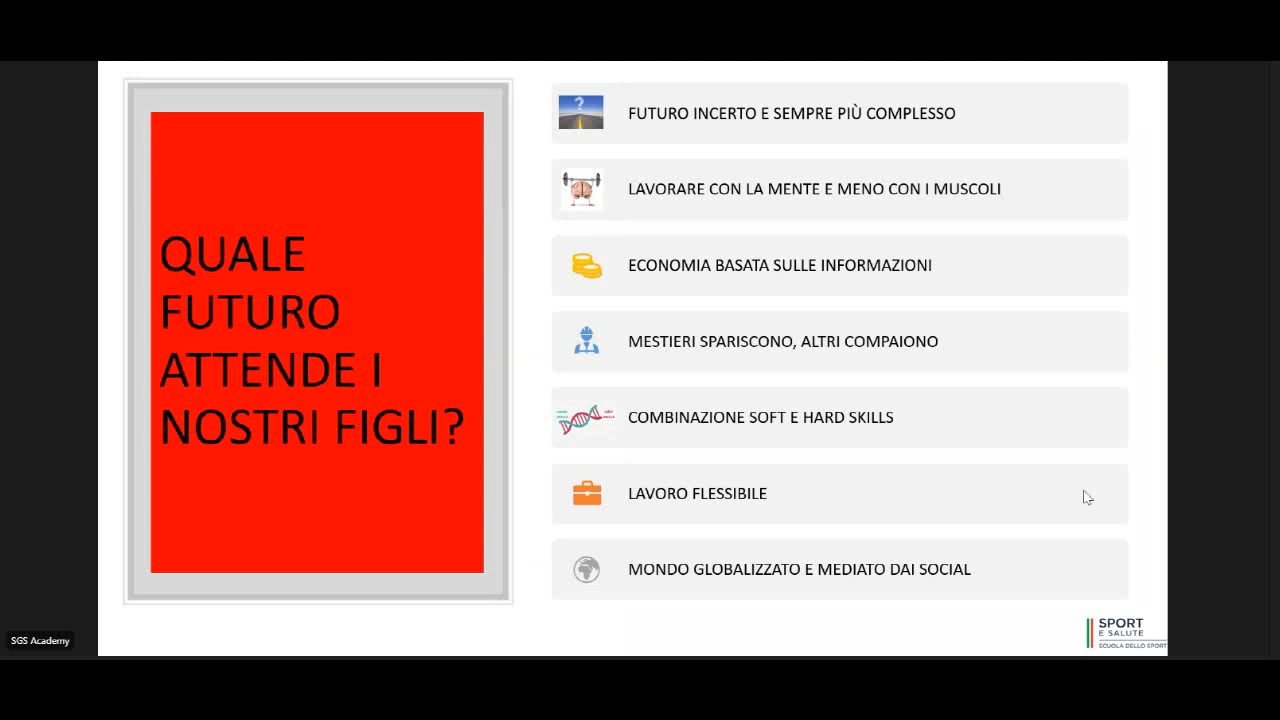 QUALE
FUTURO
ATTENDE I
NOSTRI FIGLI?
?
FUTURO INCERTO E SEMPRE PIÙ COMPLESSO
LAVORARE CON LA MENTE E MENO CON I MUSCOLI
ECONOMIA BASATA SULLE INFORMAZIONI
MESTIERI SPARISCONO, ALTRI COMPAIONO
COMBINAZIONE SOFT E HARD SKILLS
LAVORO FLESSIBILE
MONDO GLOBALIZZATO E MEDIATO DAI SOCIAL
SGS Academy
SPORT
E SALUTE
SCUOLA DELLO SPORT